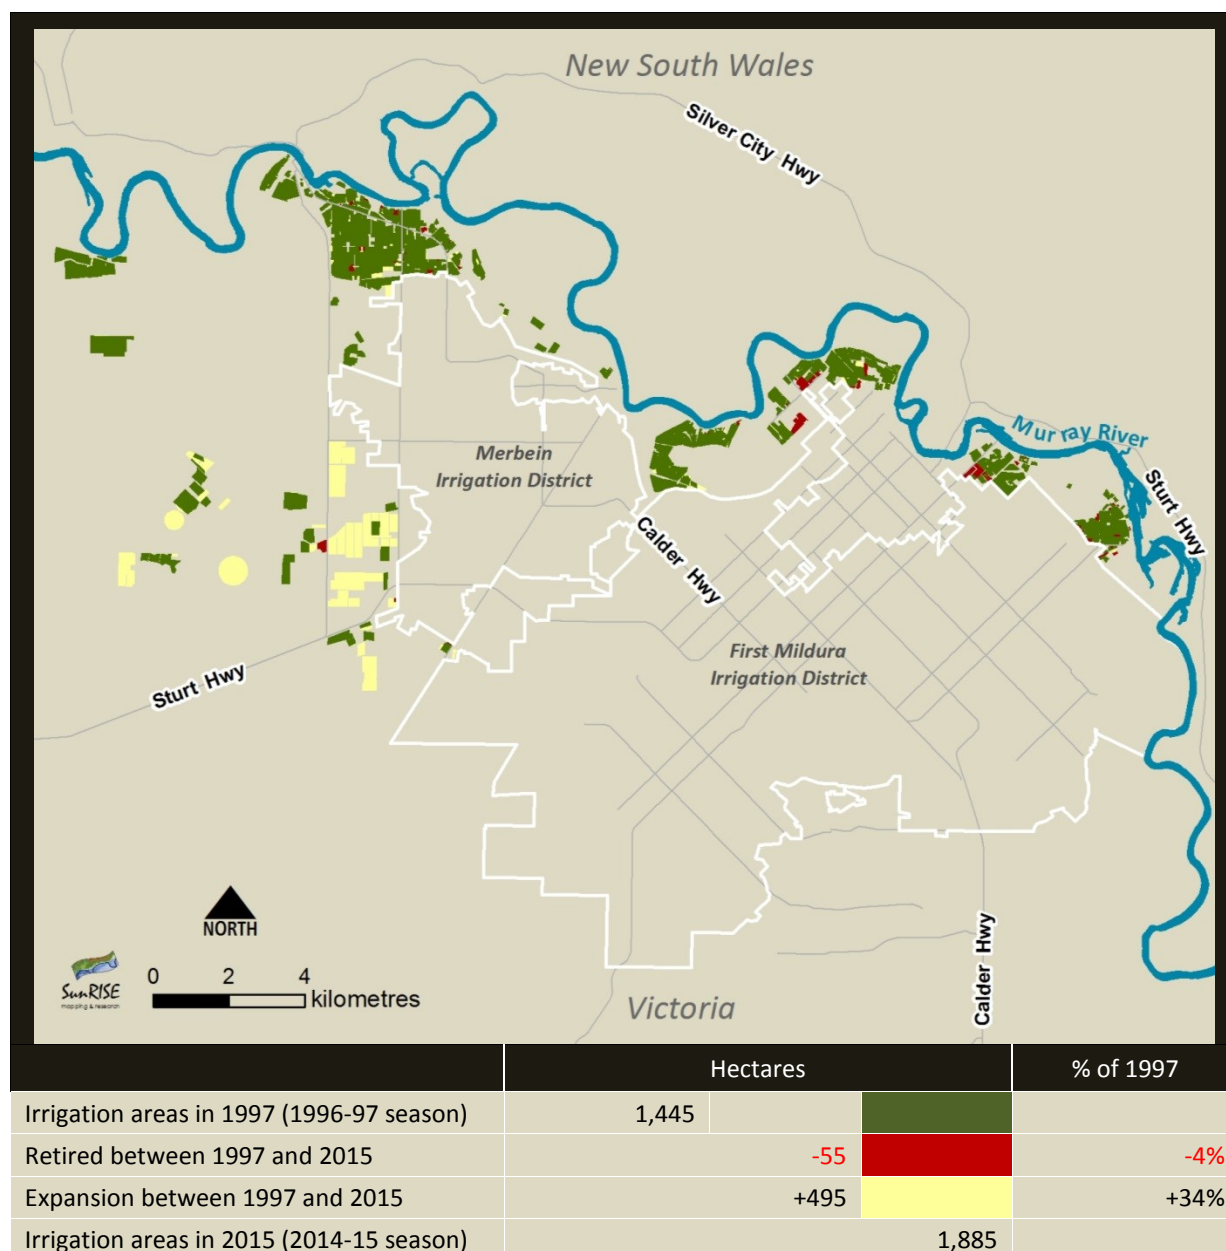 New South Wales
Silver City Hwy
Murray River
Sturt Hwy
Merbein
Irrigation District
Calder Hwy
First Mildura
Irrigation District
Sturt Hwy
NORTH
SunRISE
mapping & research
0 2 4
kilometres
Victoria
Calder Hwy
Hectares % of 1997
Irrigation areas in 1997 (1996-97 season) 1,445
Retired between 1997 and 2015 -55 -4%
Expansion between 1997 and 2015 +495 +34%
Irrigation areas in 2015 (2014-15 season) 1,885